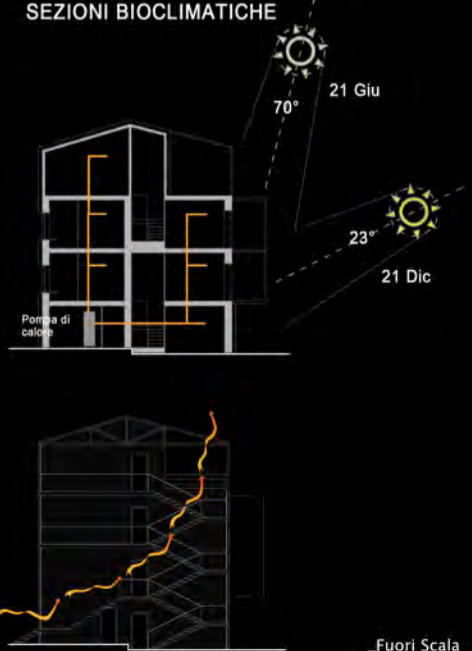 SEZIONI BIOCLIMATICHE
70°
21 Giu
23°
21 Dic
Pompa di
calore
Fuori Scala